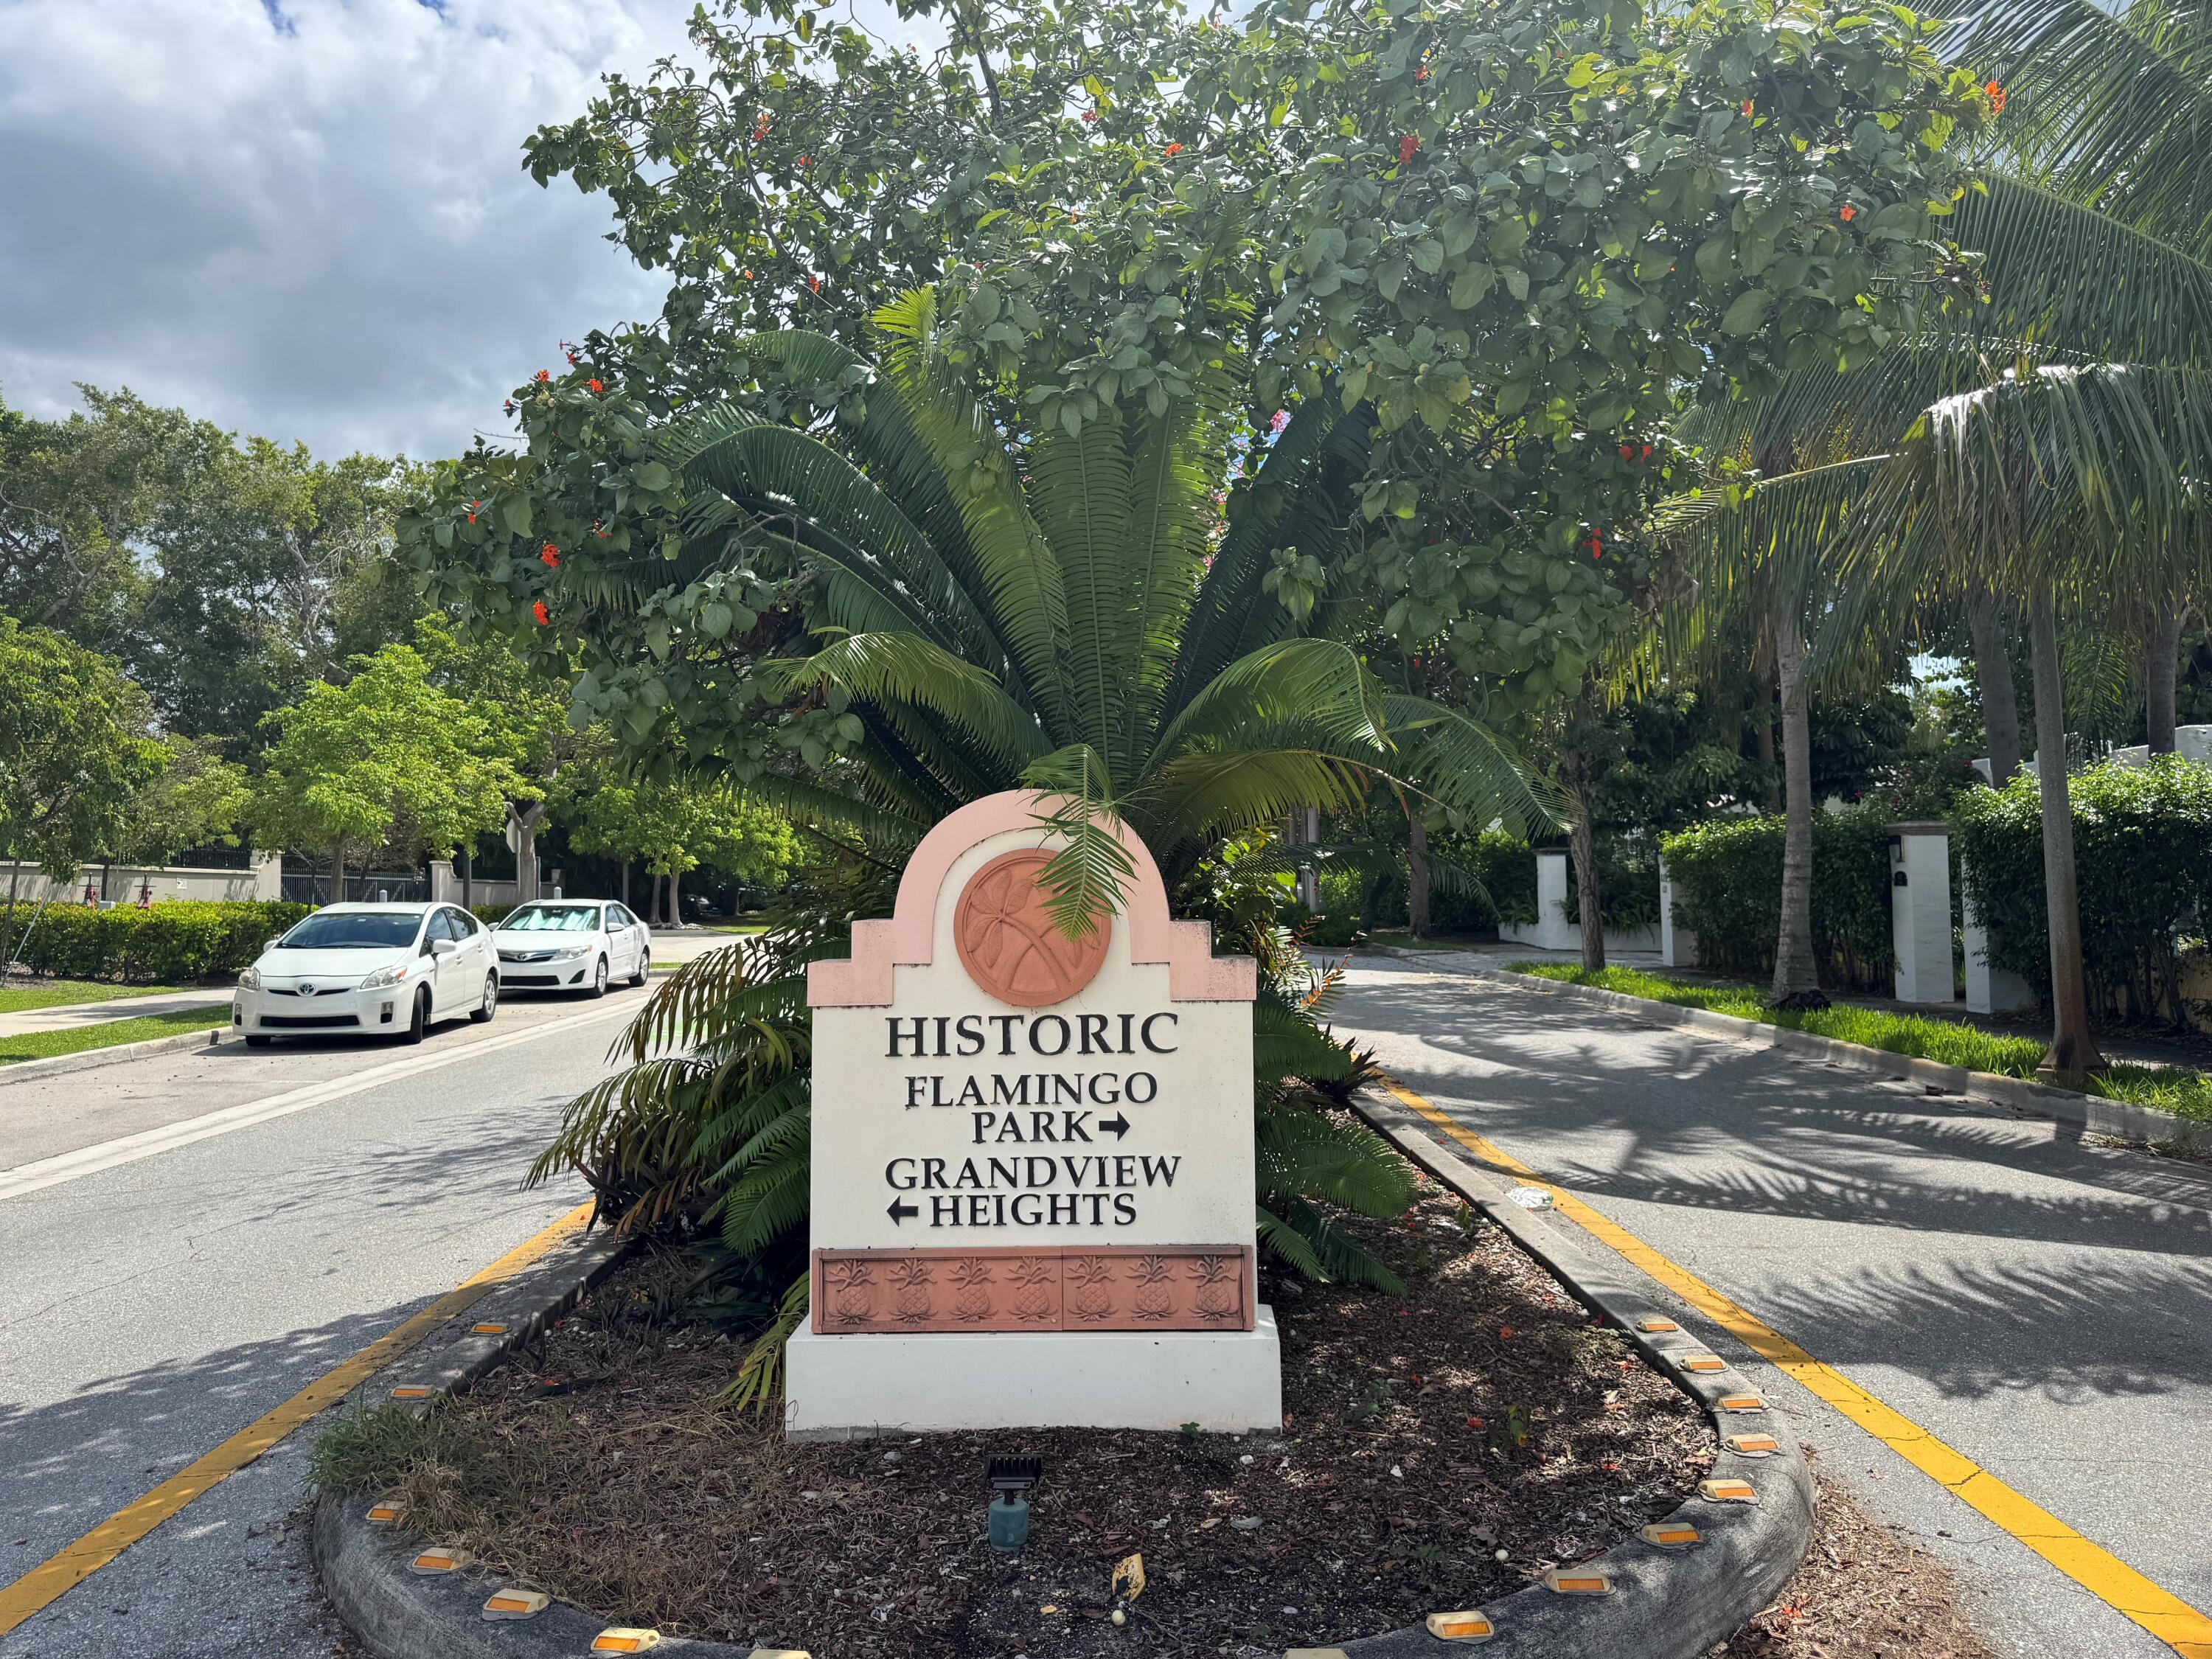 HISTORIC
FLAMINGO
PARK→
GRANDVIEW
←HEIGHTS